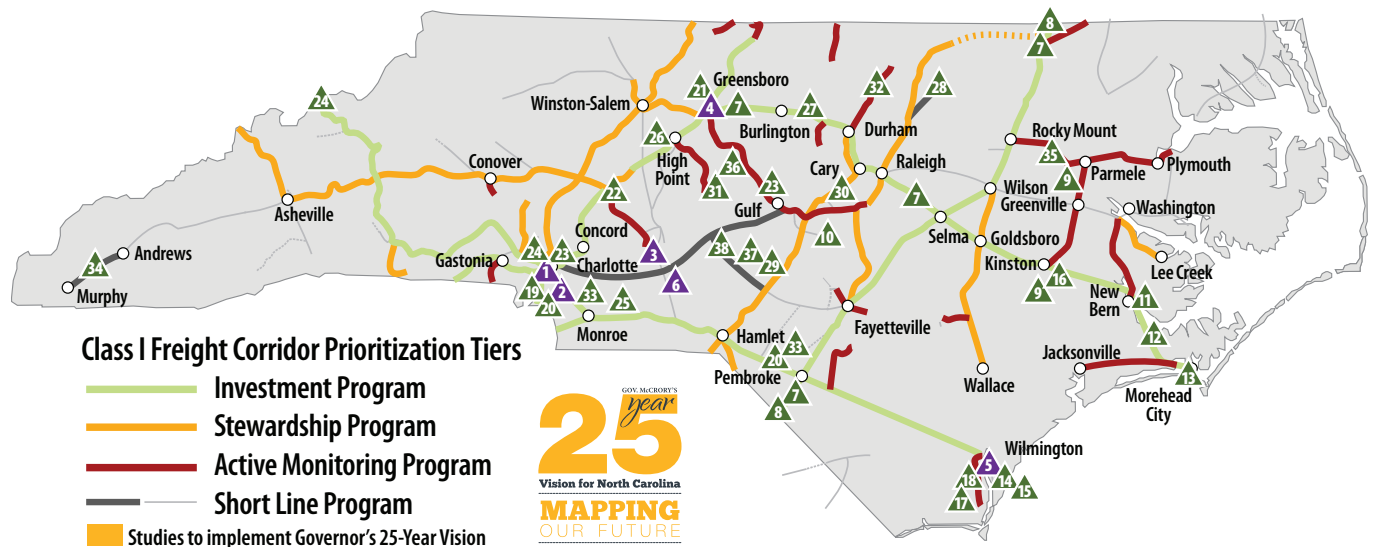 8
7
24
21
Greensboro
4
7
27
32
28
Winston-Salem
Burlington
Durham
26
High
Point
36
31
23
Gulf
Cary
30
Raleigh
7
Rocky Mount
35
9
Parmele
Plymouth
Conover
22
Wilson
Greenville
Washington
Asheville
Concord
Selma
Goldsboro
10
Andrews
34
Murphy
Gastonia
24
23
Charlotte
1
2
19
20
33
25
3
6
38
37
29
Kinston
9
16
Lee Creek
New
Bern
11
12
Monroe
Hamlet
20
33
Pembroke
7
8
Fayetteville
Wallace
Jacksonville
13
Morehead
City
Wilmington
5
18
17
14
15
Class I Freight Corridor Prioritization Tiers
Investment Program
Stewardship Program
Active Monitoring Program
Short Line Program
Studies to implement Governor's 25-Year Vision
GOV. McCRORY'S
25 year
Vision for North Carolina
MAPPING
OUR FUTURE